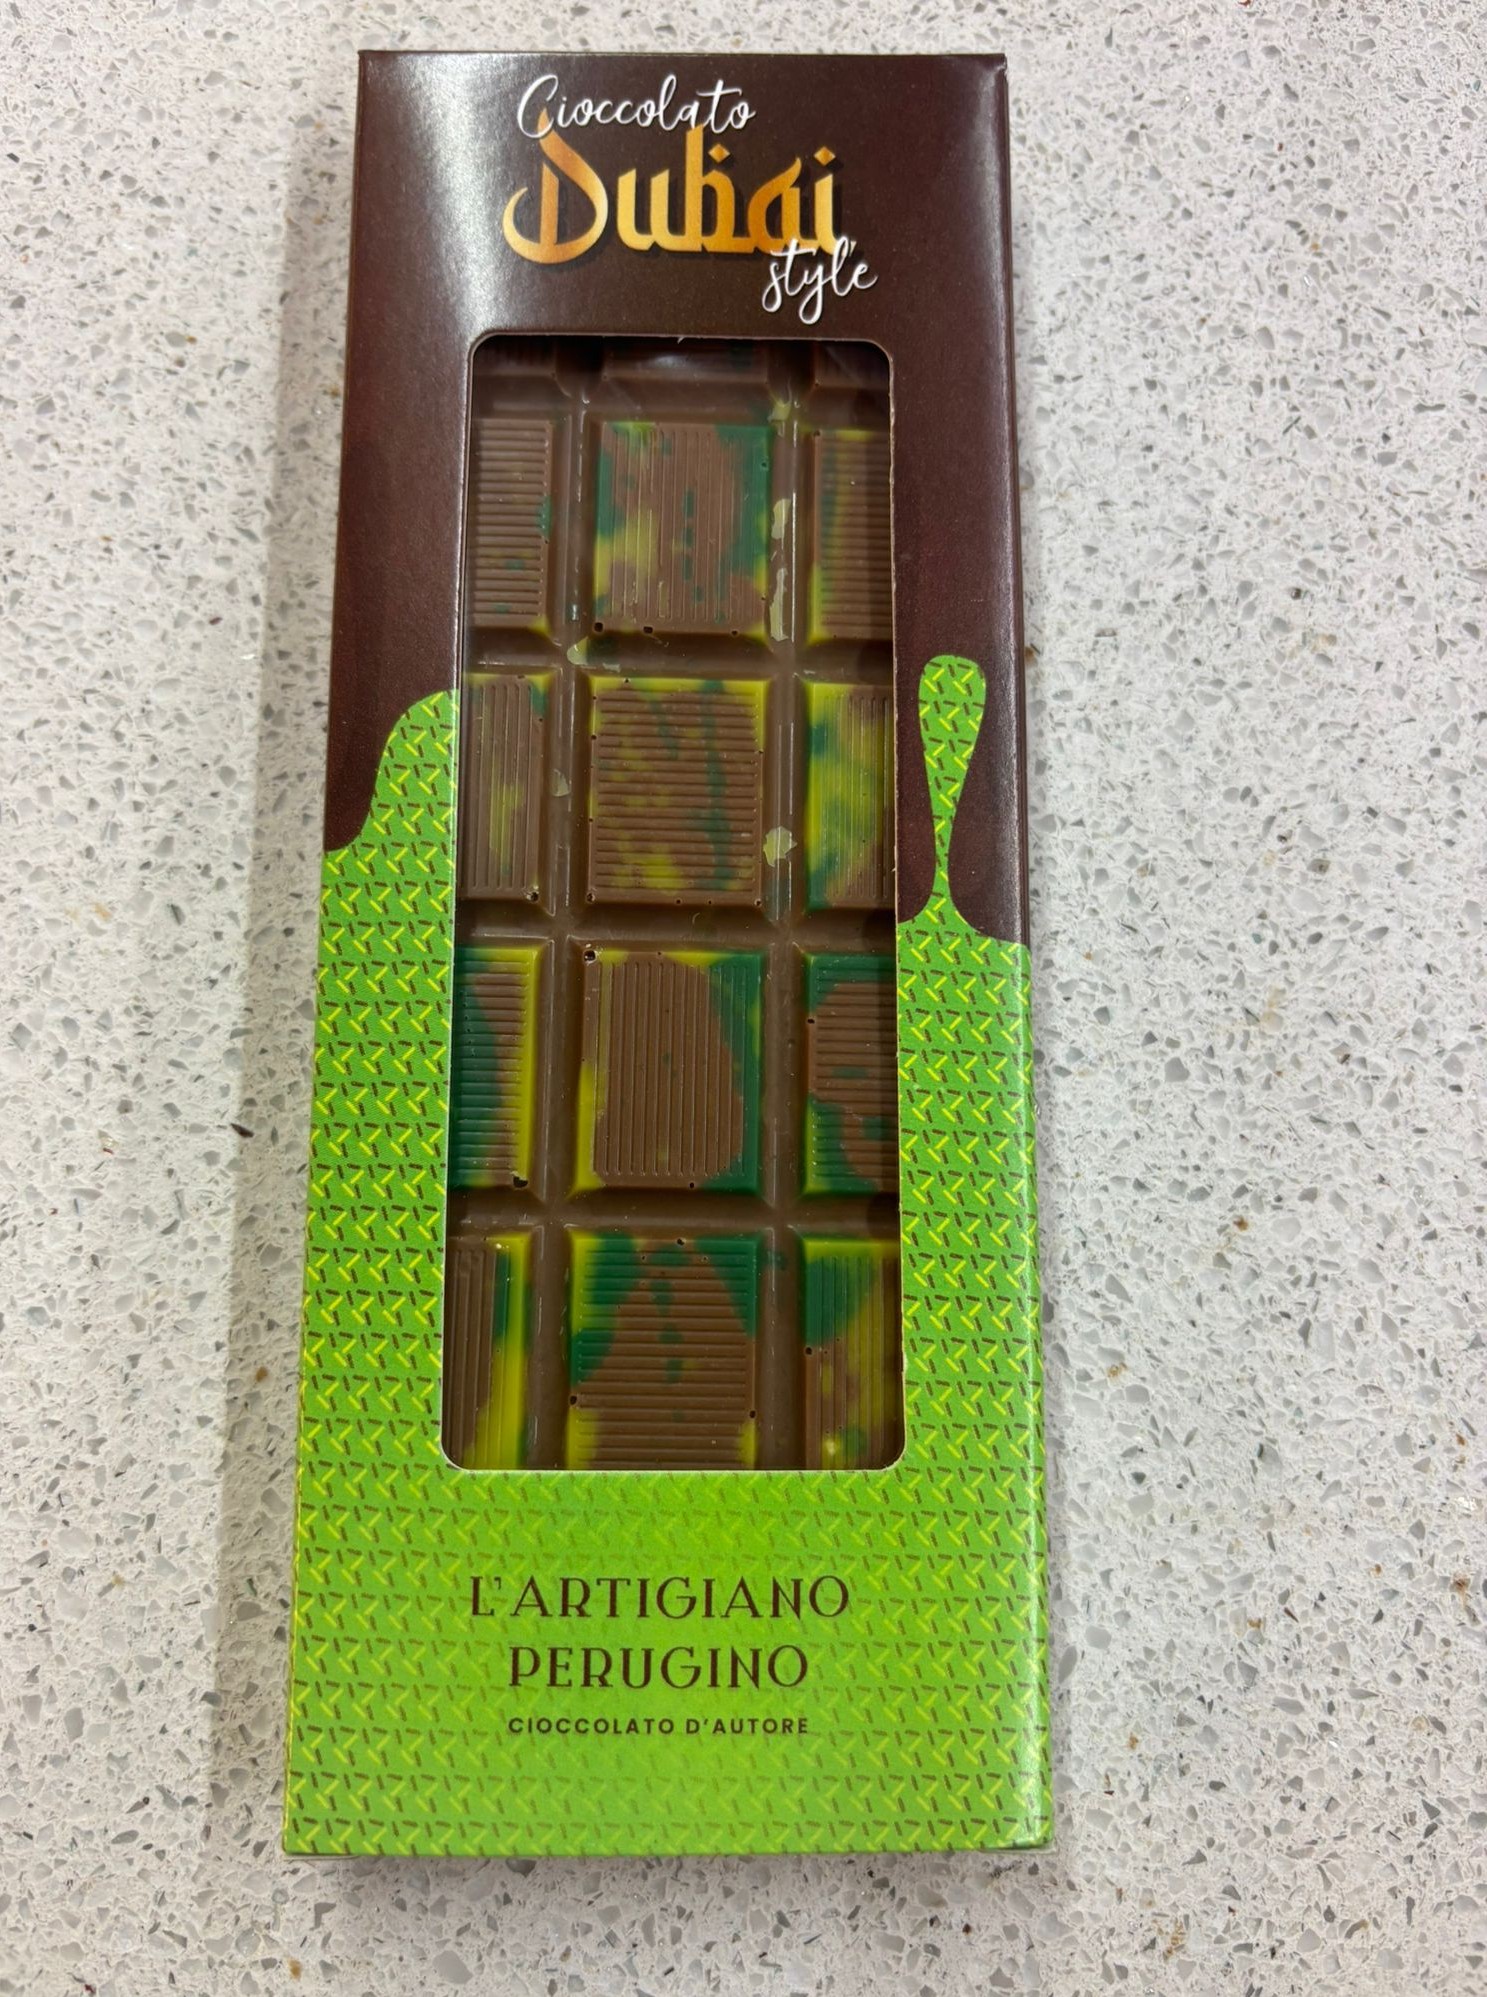 Cioccolato
Dubai
style
L'ARTIGIANO
PERUGINO
CIOCCOLATO D'AUTORE